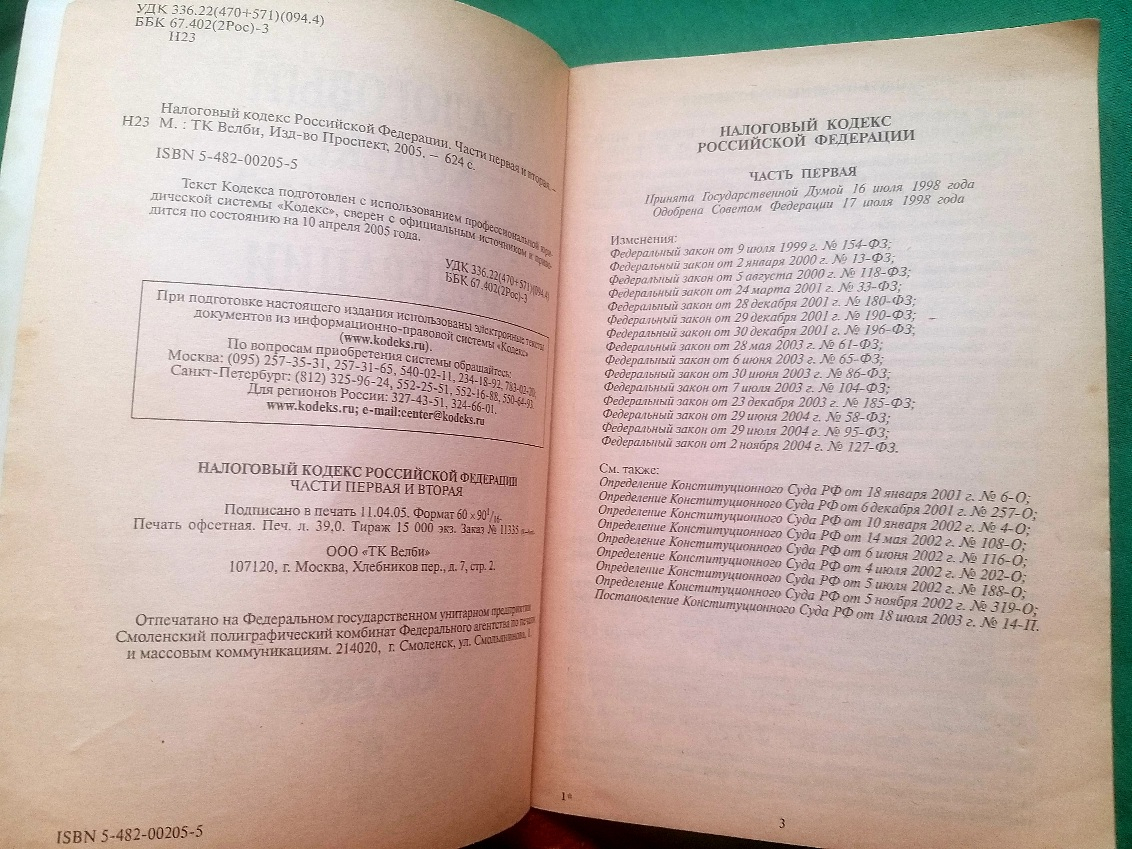 УДК 336.22(470+571)(094.4)
ББК 67.402(2Рос)-3
Н23
Налоговый кодекс Российской Федерации. Части первая и вторая. –
Н23 М. : ТК Велби, Изд-во Проспект, 2005. – 624 с.
ISBN 5-482-00205-5
Текст Кодекса подготовлен с использованием профессиональной юри-
дической системы «Кодекс», сверен с официальным источником и приво-
дится по состоянию на 10 апреля 2005 года.
УДК 336.22(470+571)(094.4)
ББК 67.402(2Рос)-3
При подготовке настоящего издания использованы электронные тексты
документов из информационно-правовой системы «Кодекс»
(www.kodeks.ru).
По вопросам приобретения системы обращайтесь:
Москва: (095) 257-35-31, 257-31-65, 540-02-11, 234-18-92, 783-02-20;
Санкт-Петербург: (812) 325-96-24, 552-25-51, 552-16-88, 550-64-93.
Для регионов России: 327-43-51, 324-66-01.
www.kodeks.ru; e-mail:center@kodeks.ru
НАЛОГОВЫЙ КОДЕКС РОССИЙСКОЙ ФЕДЕРАЦИИ
ЧАСТИ ПЕРВАЯ И ВТОРАЯ
Подписано в печать 11.04.05. Формат 60 × 90 1/16.
Печать офсетная. Печ. л. 39,0. Тираж 15 000 экз. Заказ № 11335
ООО «ТК Велби»
107120, г. Москва, Хлебников пер., д. 7, стр. 2.
Отпечатано на Федеральном государственном унитарном предприятии
Смоленский полиграфический комбинат Федерального агентства по печати
и массовым коммуникациям. 214020, г. Смоленск, ул. Смольянинова, 1.
ISBN 5-482-00205-5
НАЛОГОВЫЙ КОДЕКС
РОССИЙСКОЙ ФЕДЕРАЦИИ
ЧАСТЬ ПЕРВАЯ
Принята Государственной Думой 16 июля 1998 года
Одобрена Советом Федерации 17 июля 1998 года
Изменения:
Федеральный закон от 9 июля 1999 г. № 154-ФЗ;
Федеральный закон от 2 января 2000 г. № 13-ФЗ;
Федеральный закон от 5 августа 2000 г. № 118-ФЗ;
Федеральный закон от 24 марта 2001 г. № 33-ФЗ;
Федеральный закон от 28 декабря 2001 г. № 180-ФЗ;
Федеральный закон от 29 декабря 2001 г. № 190-ФЗ;
Федеральный закон от 30 декабря 2001 г. № 196-ФЗ;
Федеральный закон от 28 мая 2003 г. № 61-ФЗ;
Федеральный закон от 6 июня 2003 г. № 65-ФЗ;
Федеральный закон от 30 июня 2003 г. № 86-ФЗ;
Федеральный закон от 7 июля 2003 г. № 104-ФЗ;
Федеральный закон от 23 декабря 2003 г. № 185-ФЗ;
Федеральный закон от 29 июня 2004 г. № 58-ФЗ;
Федеральный закон от 29 июля 2004 г. № 95-ФЗ;
Федеральный закон от 2 ноября 2004 г. № 127-ФЗ.
См. также:
Определение Конституционного Суда РФ от 18 января 2001 г. № 6-О;
Определение Конституционного Суда РФ от 6 декабря 2001 г. № 257-О;
Определение Конституционного Суда РФ от 10 января 2002 г. № 4-О;
Определение Конституционного Суда РФ от 14 мая 2002 г. № 108-О;
Определение Конституционного Суда РФ от 6 июня 2002 г. № 116-О;
Определение Конституционного Суда РФ от 4 июля 2002 г. № 202-О;
Определение Конституционного Суда РФ от 5 июля 2002 г. № 188-О;
Определение Конституционного Суда РФ от 5 ноября 2002 г. № 319-О;
Постановление Конституционного Суда РФ от 18 июля 2003 г. № 14-П.
1*
3